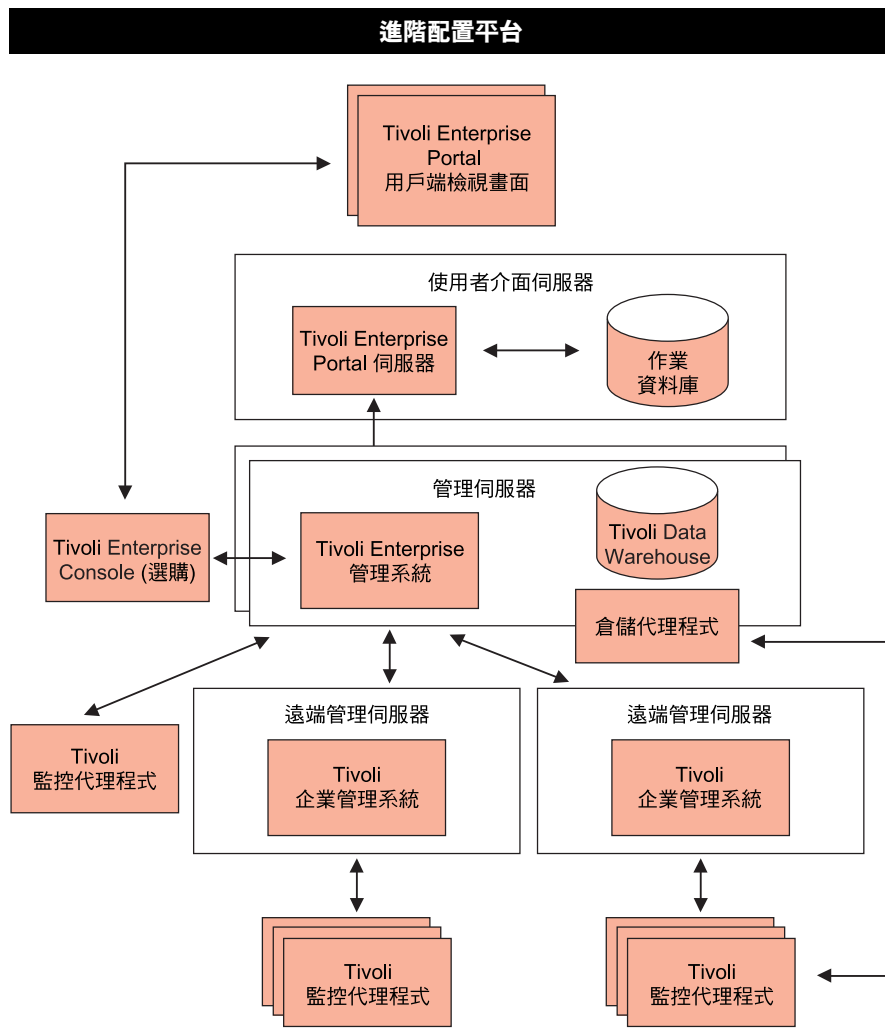 進階配置平台
Tivoli Enterprise
Portal
用戶端檢視畫面
使用者介面伺服器
Tivoli Enterprise
Portal 伺服器
作業
資料庫
管理伺服器
Tivoli Enterprise
Console (選購)
Tivoli Enterprise
管理系統
Tivoli Data
Warehouse
倉儲代理程式
Tivoli
監控代理程式
遠端管理伺服器
Tivoli
企業管理系統
遠端管理伺服器
Tivoli
企業管理系統
Tivoli
監控代理程式
Tivoli
監控代理程式